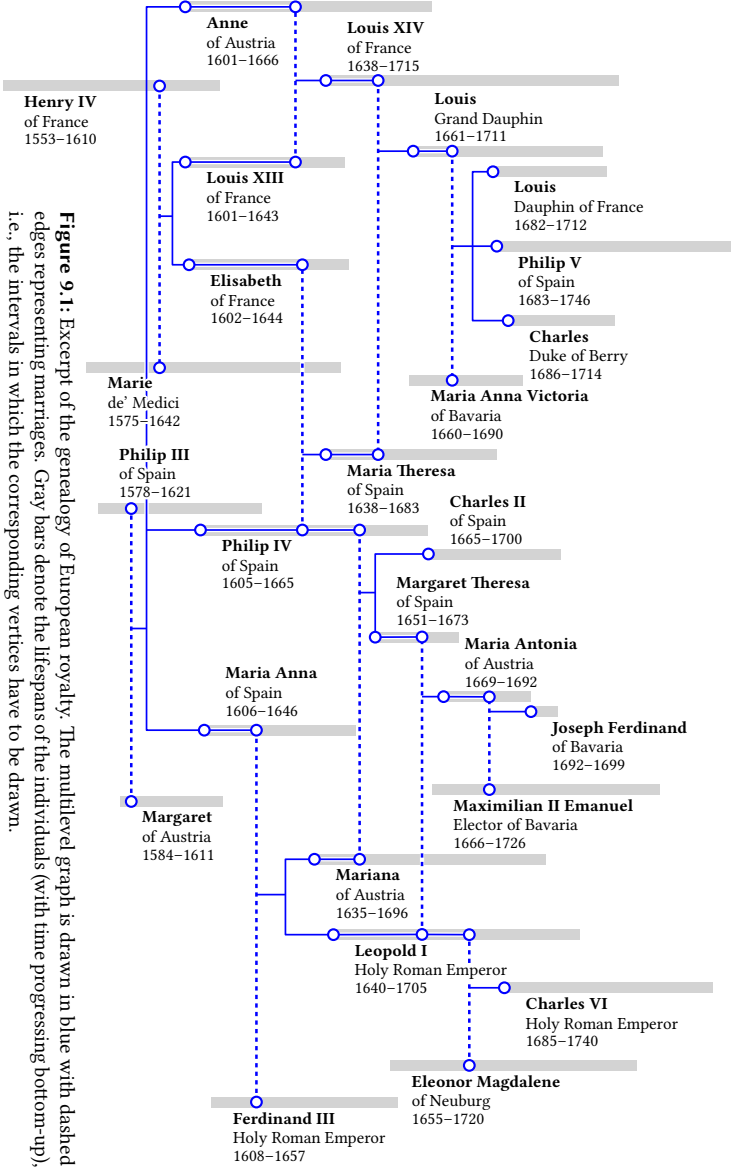 Anne
of Austria
1601–1666
Louis XIV
of France
1638–1715
Henry IV
of France
1553–1610
Louis
Grand Dauphin
1661–1711
Louis XIII
of France
1601–1643
Louis
Dauphin of France
1682–1712
Elisabeth
of France
1602–1644
Philip V
of Spain
1683–1746
Charles
Duke of Berry
1686–1714
Marie
de' Medici
1575–1642
Maria Anna Victoria
of Bavaria
1660–1690
Philip III
of Spain
1578–1621
Maria Theresa
of Spain
1638–1683
Charles II
of Spain
1665–1700
Philip IV
of Spain
1605–1665
Margaret Theresa
of Spain
1651–1673
Maria Antonia
of Austria
1669–1692
Maria Anna
of Spain
1606–1646
Joseph Ferdinand
of Bavaria
1692–1699
Margaret
of Austria
1584–1611
Maximilian II Emanuel
Elector of Bavaria
1666–1726
Mariana
of Austria
1635–1696
Leopold I
Holy Roman Emperor
1640–1705
Charles VI
Holy Roman Emperor
1685–1740
Eleonor Magdalene
of Neuburg
1655–1720
Ferdinand III
Holy Roman Emperor
1608–1657
Figure 9.1: Excerpt of the genealogy of European royalty. The multilevel graph is drawn in blue with dashed
edges representing marriages. Gray bars denote the lifespans of the individuals (with time progressing bottom-up),
i.e., the intervals in which the corresponding vertices have to be drawn.